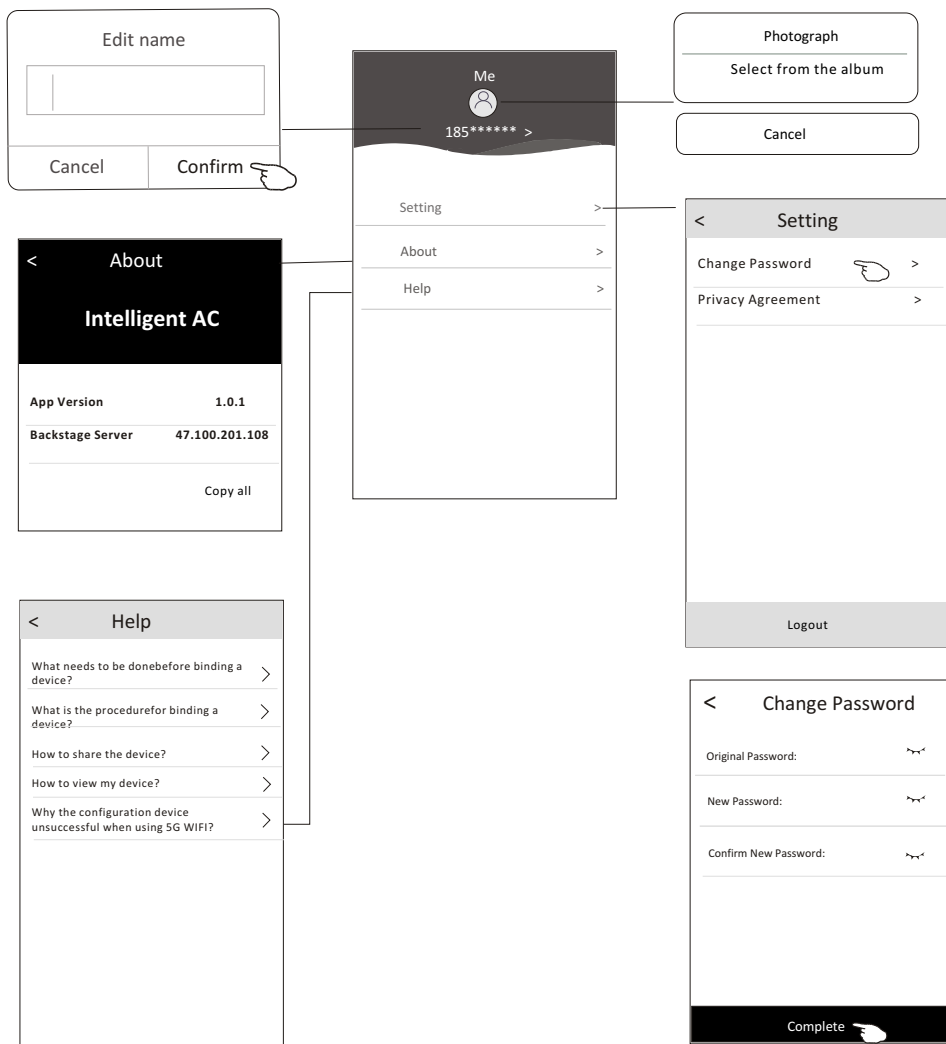 Edit name
Cancel
Confirm
Me
185****** >
Photograph
Select from the album
Cancel
Setting >
About >
Help >
< About
Intelligent AC
App Version 1.0.1
Backstage Server 47.100.201.108
Copy all
< Setting
Change Password >
Privacy Agreement >
Logout
< Help
What needs to be donebefore binding a
device?
What is the procedurefor binding a
device?
How to share the device?
How to view my device?
Why the configuration device
unsuccessful when using 5G WIFI?
< Change Password
Original Password:
New Password:
Confirm New Password:
Complete